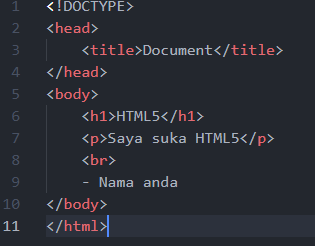 1 <!DOCTYPE>
2 <head>
3     <title>Document</title>
4 </head>
5 <body>
6     <h1>HTML5</h1>
7     <p>Saya suka HTML5</p>
8     <br>
9     - Nama anda
10 </body>
11 </html>